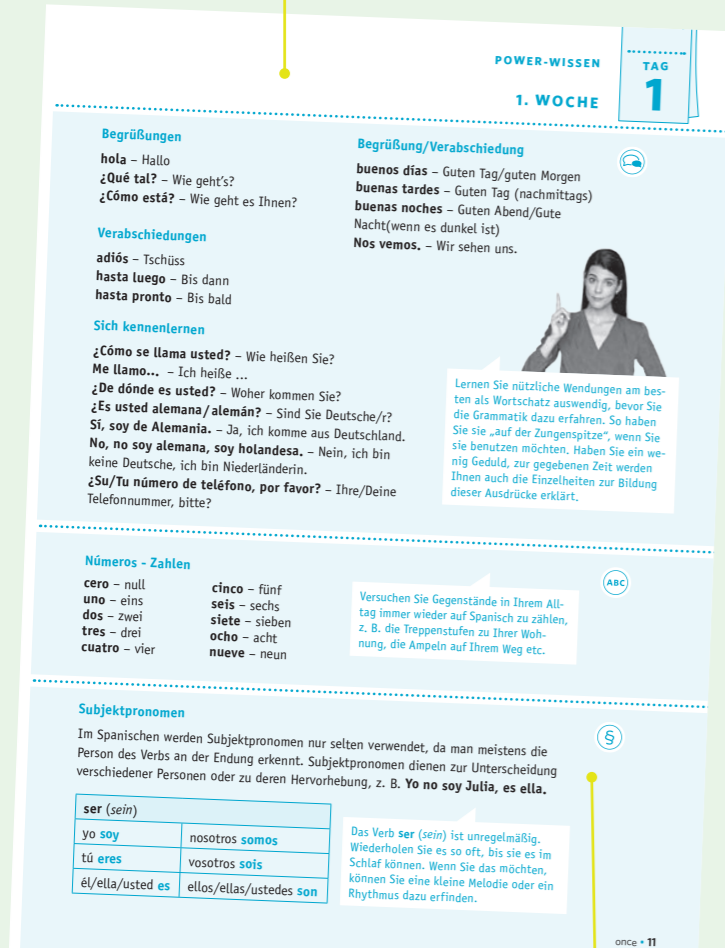 POWER-WISSEN
1. WOCHE
TAG
1
Begrüßungen
hola – Hallo
¿Qué tal? – Wie geht's?
¿Cómo está? – Wie geht es Ihnen?
Verabschiedungen
adiós – Tschüss
hasta luego – Bis dann
hasta pronto – Bis bald
Begrüßung/Verabschiedung
buenos días – Guten Tag/guten Morgen
buenas tardes – Guten Tag (nachmittags)
buenas noches – Guten Abend/Gute
Nacht(wenn es dunkel ist)
Nos vemos. – Wir sehen uns.
Sich kennenlernen
¿Cómo se llama usted? – Wie heißen Sie?
Me llamo... – Ich heiße ...
¿De dónde es usted? – Woher kommen Sie?
¿Es usted alemana/alemán? – Sind Sie Deutsche/r?
Sí, soy de Alemania. – Ja, ich komme aus Deutschland.
No, no soy alemana, soy holandesa. – Nein, ich bin
keine Deutsche, ich bin Niederländerin.
¿Su/Tu número de teléfono, por favor? – Ihre/Deine
Telefonnummer, bitte?
Lernen Sie nützliche Wendungen am bes-
ten als Wortschatz auswendig, bevor Sie
die Grammatik dazu erfahren. So haben
Sie sie „auf der Zungenspitze“, wenn Sie
sie benutzen möchten. Haben Sie ein we-
nig Geduld, zur gegebenen Zeit werden
Ihnen auch die Einzelheiten zur Bildung
dieser Ausdrücke erklärt.
Números - Zahlen
cero – null
uno – eins
dos – zwei
tres – drei
cuatro – vier
cinco – fünf
seis – sechs
siete – sieben
ocho – acht
nueve – neun
ABC
Versuchen Sie Gegenstände in Ihrem All-
tag immer wieder auf Spanisch zu zählen,
z. B. die Treppenstufen zu Ihrer Woh-
nung, die Ampeln auf Ihrem Weg etc.
Subjektpronomen
§
Im Spanischen werden Subjektpronomen nur selten verwendet, da man meistens die
Person des Verbs an der Endung erkennt. Subjektpronomen dienen zur Unterscheidung
verschiedener Personen oder zu deren Hervorhebung, z. B. Yo no soy Julia, es ella.
ser (sein)
yo soy nosotros somos
tú eres vosotros sois
él/ella/usted es ellos/ellas/ustedes son
Das Verb ser (sein) ist unregelmäßig.
Wiederholen Sie es so oft, bis sie es im
Schlaf können. Wenn Sie das möchten,
können Sie eine kleine Melodie oder ein
Rhythmus dazu erfinden.
once • 11